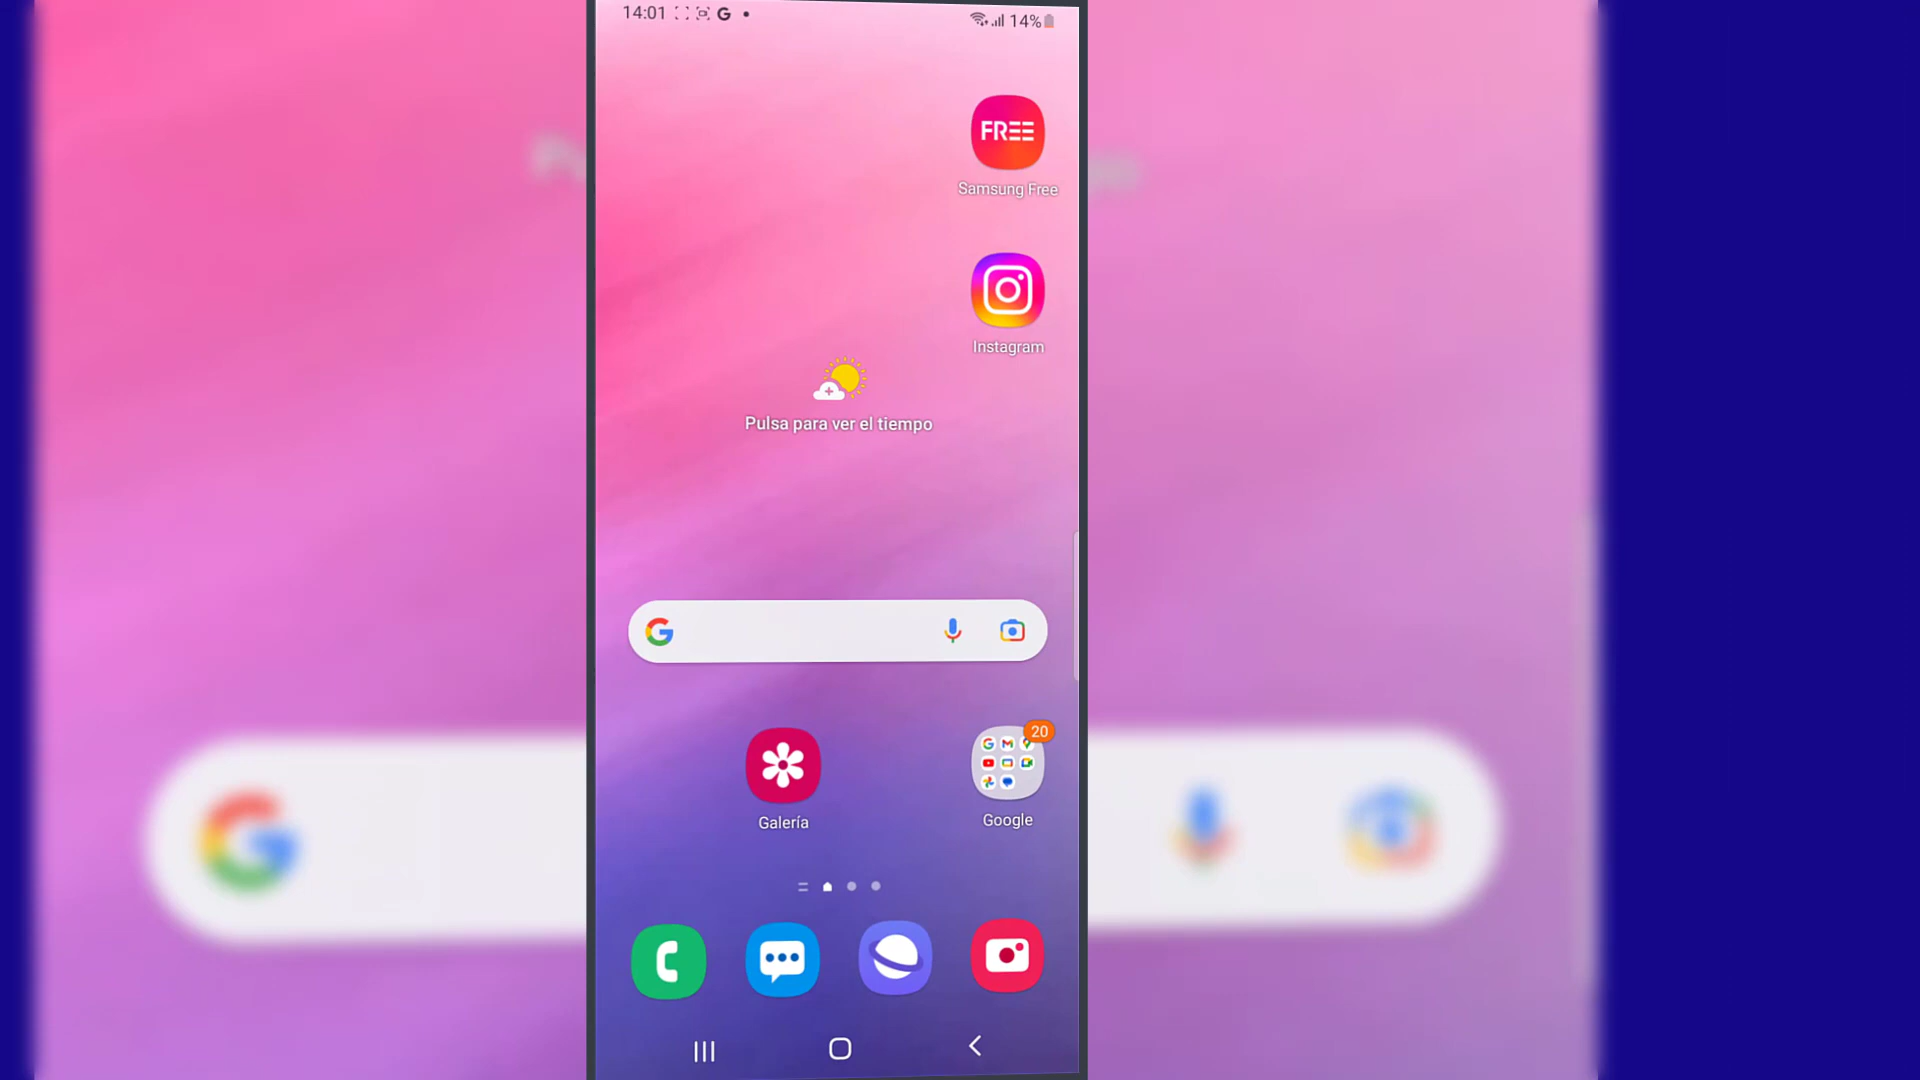 14:01 G
14%
FREE
Samsung Free
Instagram
Pulsa para ver el tiempo
20
Galería
Google